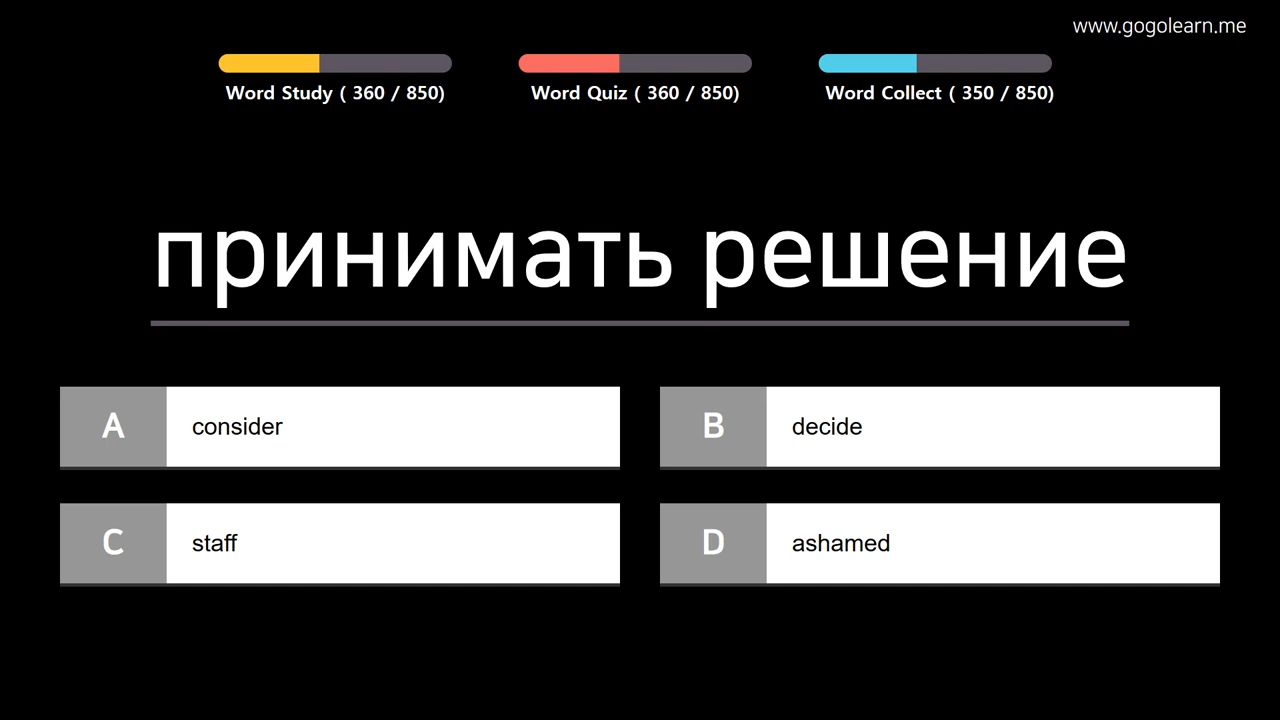 www.gogolearn.me
Word Study ( 360 / 850)
Word Quiz ( 360 / 850)
Word Collect ( 350 / 850)
принимать решение
A consider
B decide
C staff
D ashamed